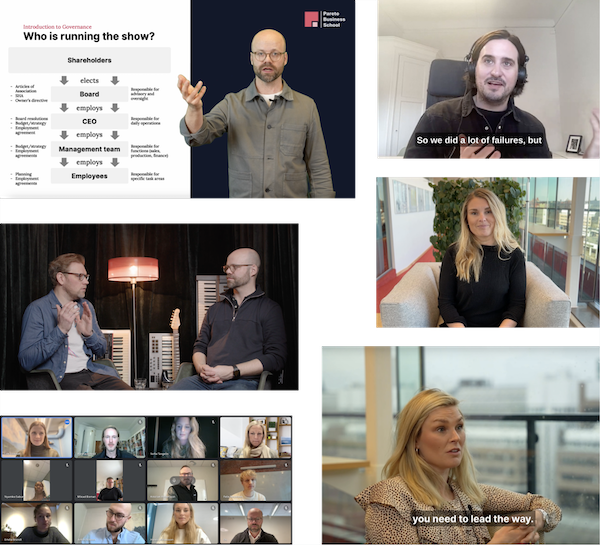 Introduction to Governance
Who is running the show?
Pareto
Business
School
Shareholders
elects
- Articles of
Association
- SHA
- Owner's directive
Board
Responsible for
advisory and
oversight
employs
- Board resolutions
- Budget/strategy
- Employment
agreement
CEO
Responsible for
daily operations
employs
- Budget/strategy
- Employment
agreements
Management team
Responsible for
functions (sales,
production, finance)
employs
- Planning
- Employment
agreements
Employees
Responsible for
specific task areas
So we did a lot of failures, but
you need to lead the way.